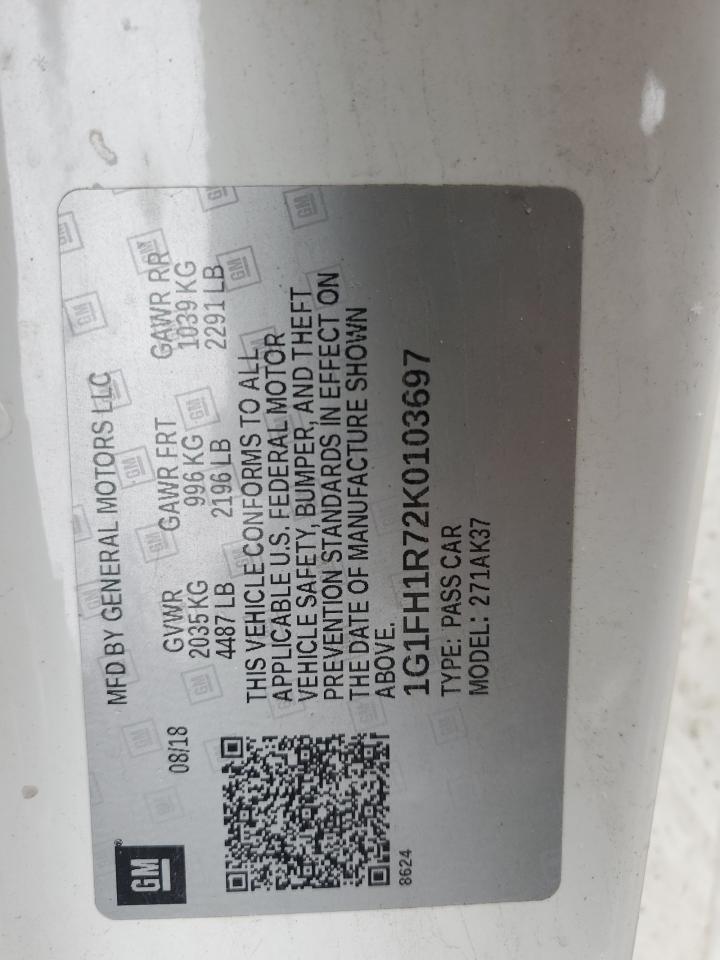 GM
MFD BY GENERAL MOTORS LLC
08/18
GVWR GAWR FRT GAWR RR
2035 KG 996 KG 1039 KG
4487 LB 2196 LB 2291 LB
THIS VEHICLE CONFORMS TO ALL
APPLICABLE U.S. FEDERAL MOTOR
VEHICLE SAFETY, BUMPER, AND THEFT
PREVENTION STANDARDS IN EFFECT ON
THE DATE OF MANUFACTURE SHOWN
ABOVE.
1G1FH1R72K0103697
TYPE: PASS CAR
MODEL: 271AK37
8624